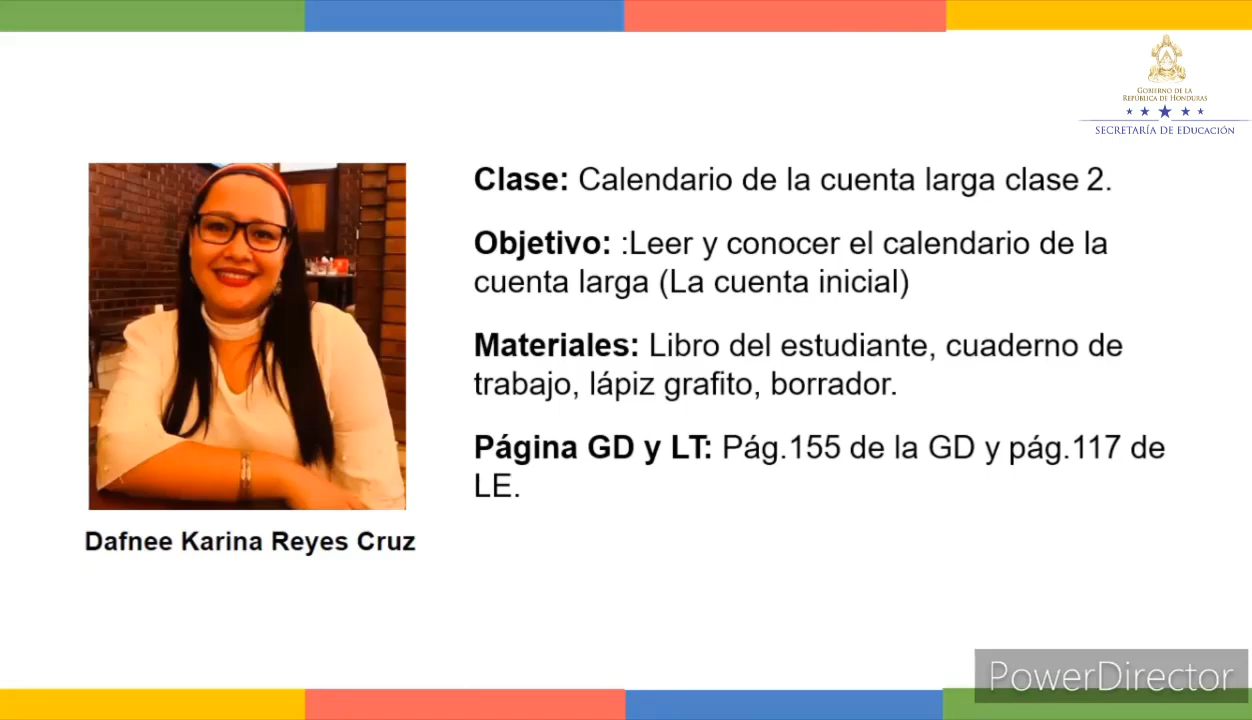 GOBIERNO DE LA
REPÚBLICA DE HONDURAS
SECRETARÍA DE EDUCACIÓN
Clase: Calendario de la cuenta larga clase 2.
Objetivo: :Leer y conocer el calendario de la
cuenta larga (La cuenta inicial)
Materiales: Libro del estudiante, cuaderno de
trabajo, lápiz grafito, borrador.
Página GD y LT: Pág.155 de la GD y pág.117 de
LE.
Dafnee Karina Reyes Cruz
PowerDirector